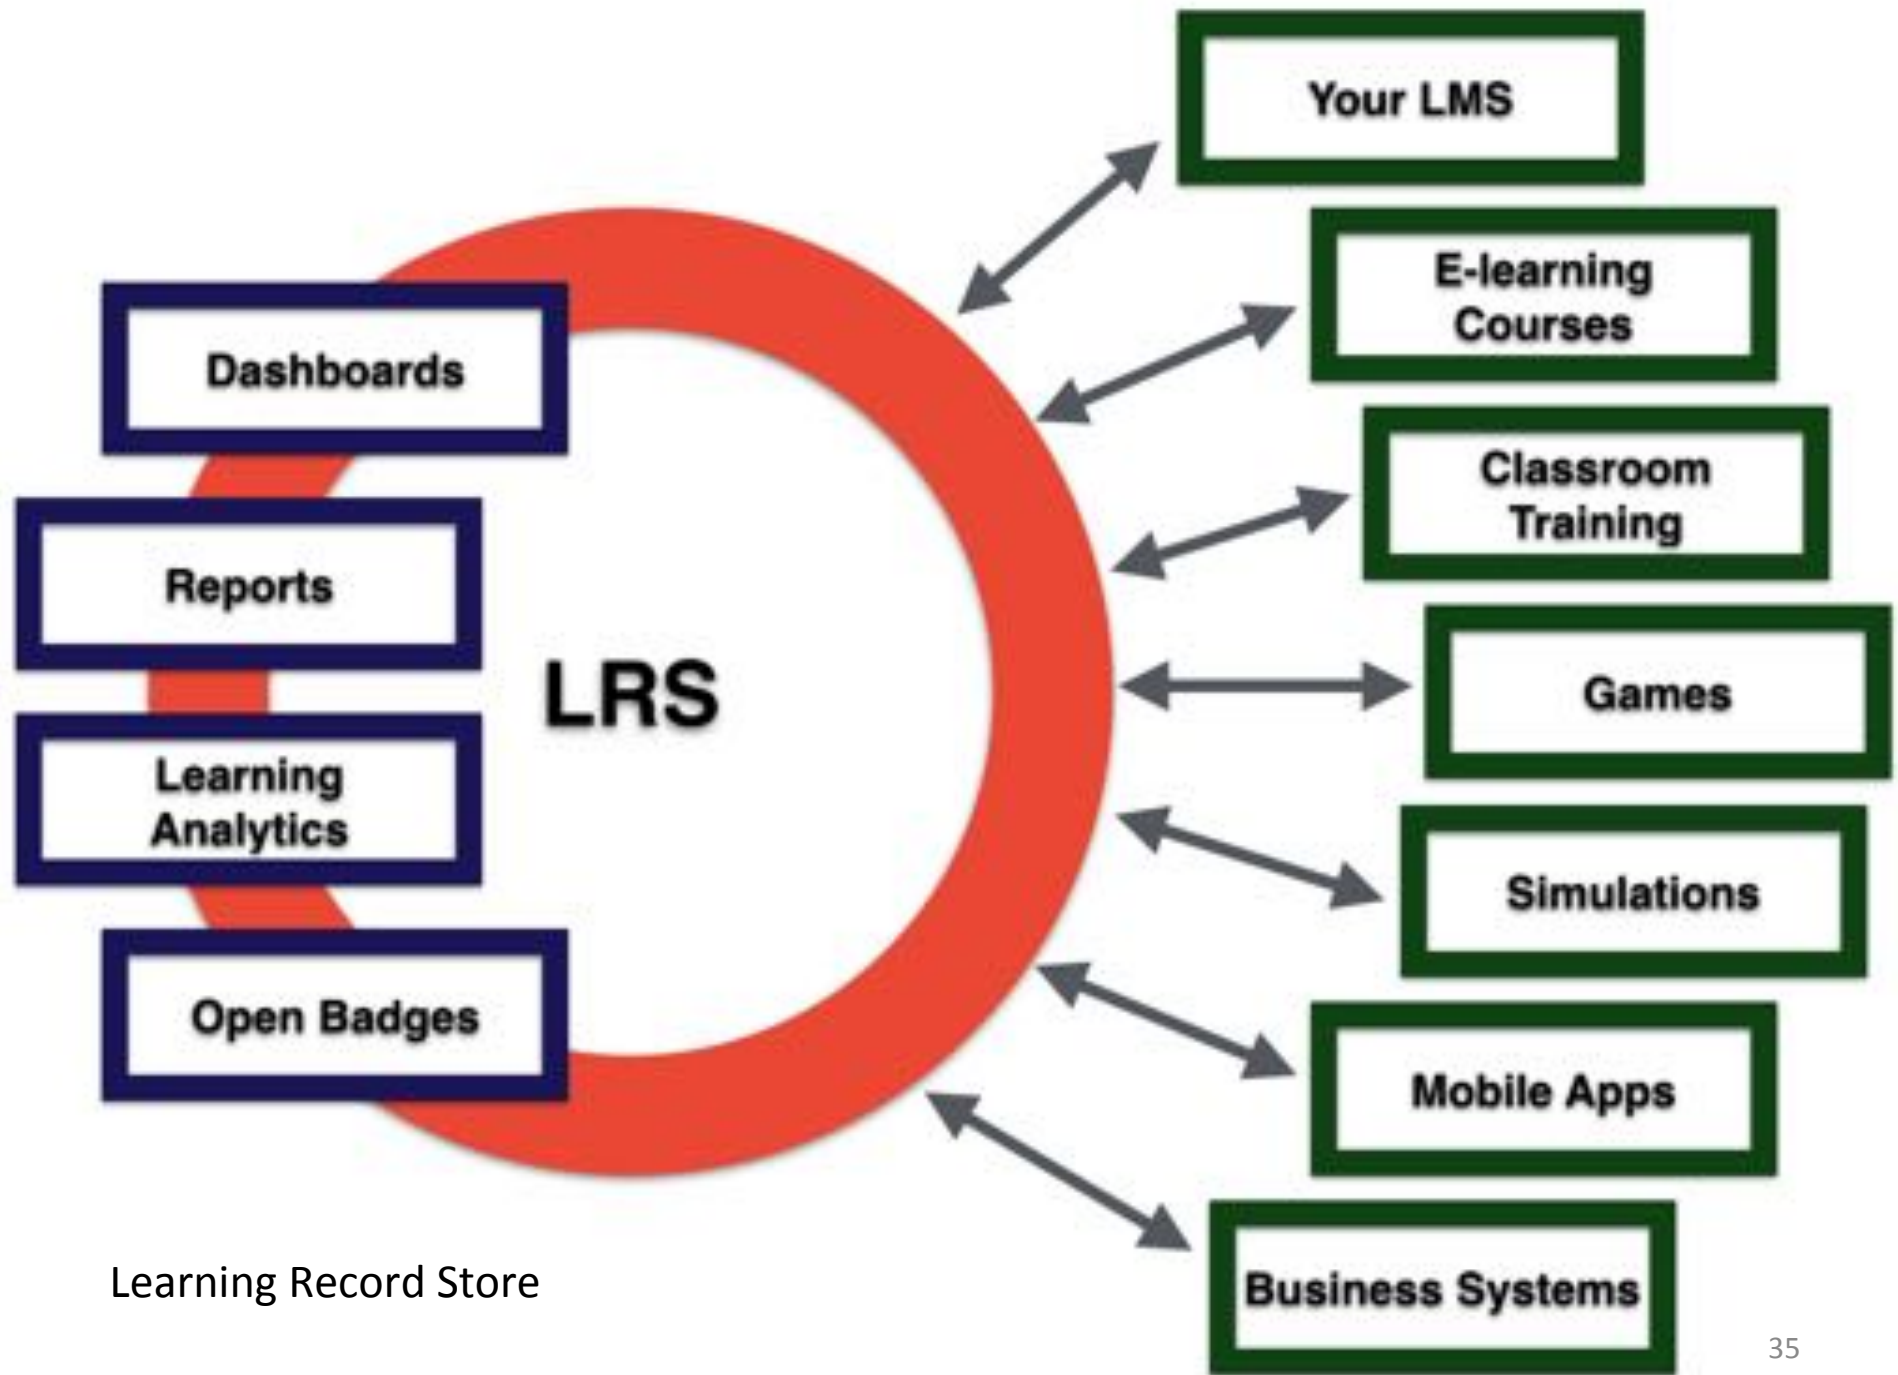 Your LMS
E-learning
Courses
Dashboards
Classroom
Training
Reports
LRS
Games
Learning
Analytics
Simulations
Open Badges
Mobile Apps
Learning Record Store
Business Systems
35